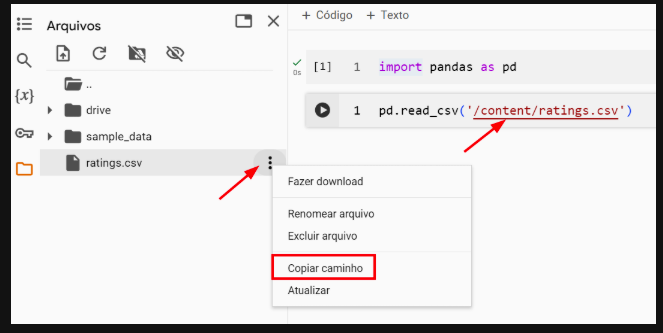 Arquivos
+ Código + Texto
..
drive
sample_data
ratings.csv
{x}
0s
[1] 1 import pandas as pd
1 pd.read_csv('/content/ratings.csv')
Fazer download
Renomear arquivo
Excluir arquivo
Copiar caminho
Atualizar